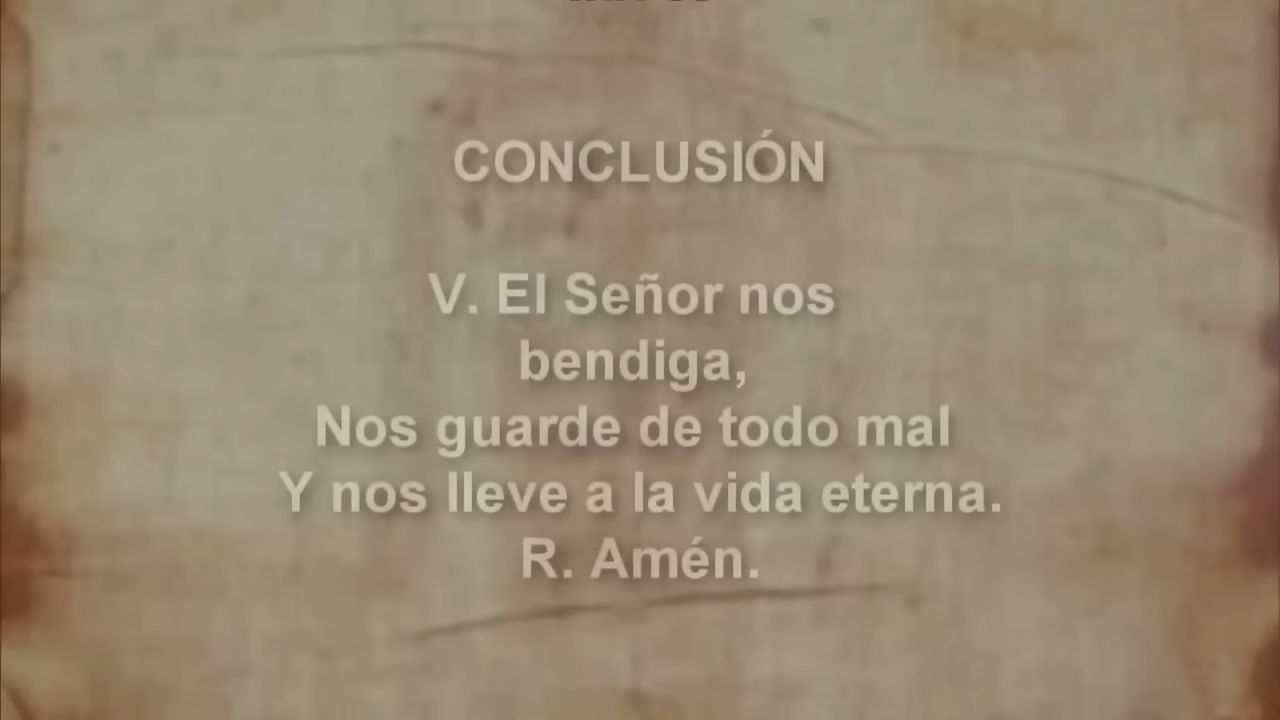 CONCLUSIÓN
V. El Señor nos
bendiga,
Nos guarde de todo mal
Y nos lleve a la vida eterna.
R. Amén.